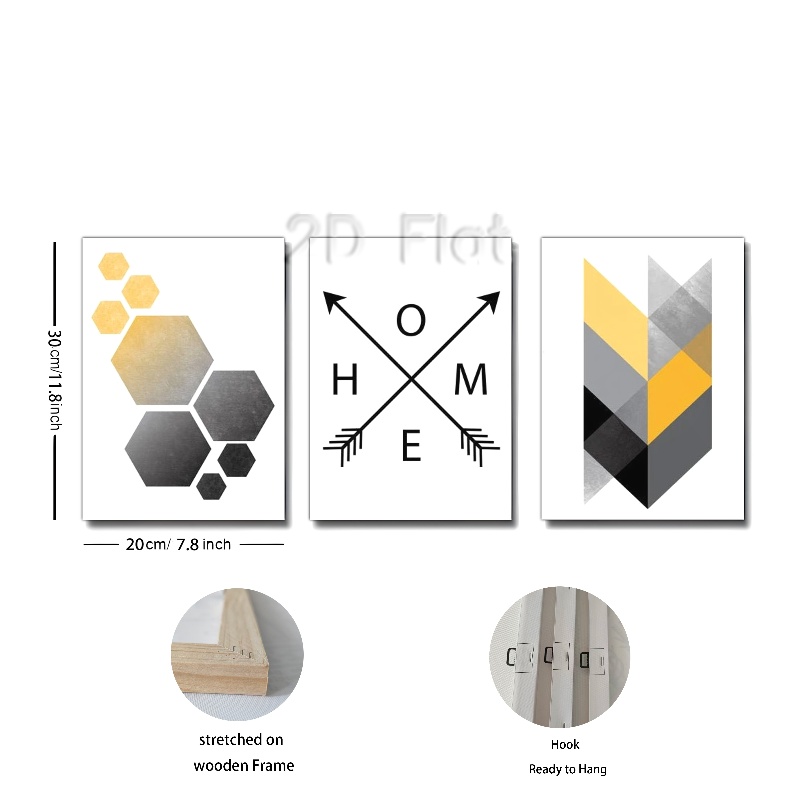 2D Flat
O
H M
E
30cm/11.8inch
20cm/ 7.8 inch
stretched on
wooden Frame
Hook
Ready to Hang